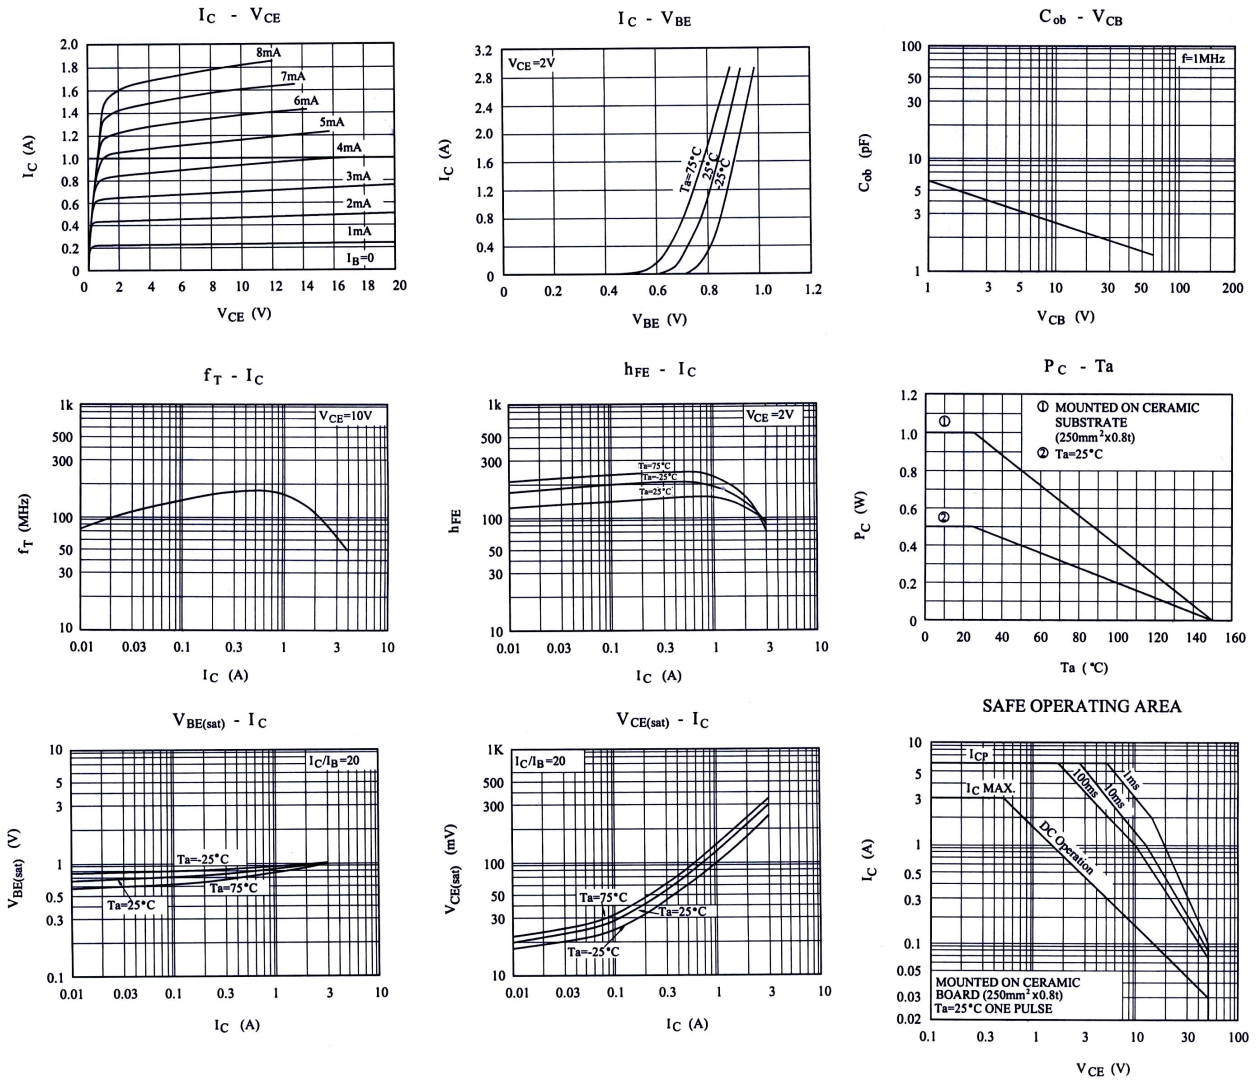 I_C - V_CE
2.0
1.8
1.6
1.4
1.2
1.0
0.8
0.6
0.4
0.2
0
I_C (A)
8mA
7mA
6mA
5mA
4mA
3mA
2mA
1mA
I_B=0
0 2 4 6 8 10 12 14 16 18 20
V_CE (V)
I_C - V_BE
3.2
2.8
2.4
2.0
1.6
1.2
0.8
0.4
0
I_C (A)
V_CE=2V
Ta=75°C
25°C
-25°C
0 0.2 0.4 0.6 0.8 1.0 1.2
V_BE (V)
C_ob - V_CB
100
50
30
10
5
3
1
C_ob (pF)
f=1MHz
1 3 5 10 30 50 100 200
V_CB (V)
f_T - I_C
1k
500
300
100
50
30
10
f_T (MHz)
V_CE=10V
0.01 0.03 0.1 0.3 1 3 10
I_C (A)
h_FE - I_C
1k
500
300
100
50
30
10
h_FE
V_CE=2V
Ta=75°C
Ta=-25°C
Ta=25°C
0.01 0.03 0.1 0.3 1 3 10
I_C (A)
P_C - Ta
1.2
1.0
0.8
0.6
0.4
0.2
0
P_C (W)
① MOUNTED ON CERAMIC
SUBSTRATE
(250mm²x0.8t)
② Ta=25°C
①
②
0 20 40 60 80 100 120 140 160
Ta (°C)
V_BE(sat) - I_C
10
5
3
1
0.5
0.3
0.1
V_BE(sat) (V)
I_C/I_B=20
Ta=-25°C
Ta=75°C
Ta=25°C
0.01 0.03 0.1 0.3 1 3 10
I_C (A)
V_CE(sat) - I_C
1K
500
300
100
50
30
10
V_CE(sat) (mV)
I_C/I_B=20
Ta=75°C
Ta=25°C
Ta=-25°C
0.01 0.03 0.1 0.3 1 3 10
I_C (A)
SAFE OPERATING AREA
10
5
3
1
0.5
0.3
0.1
0.05
0.03
0.02
I_C (A)
I_CP
I_C MAX.
100ms
10ms
1ms
DC Operation
MOUNTED ON CERAMIC
BOARD (250mm²x0.8t)
Ta=25°C ONE PULSE
0.1 0.3 1 3 10 30 100
V_CE (V)